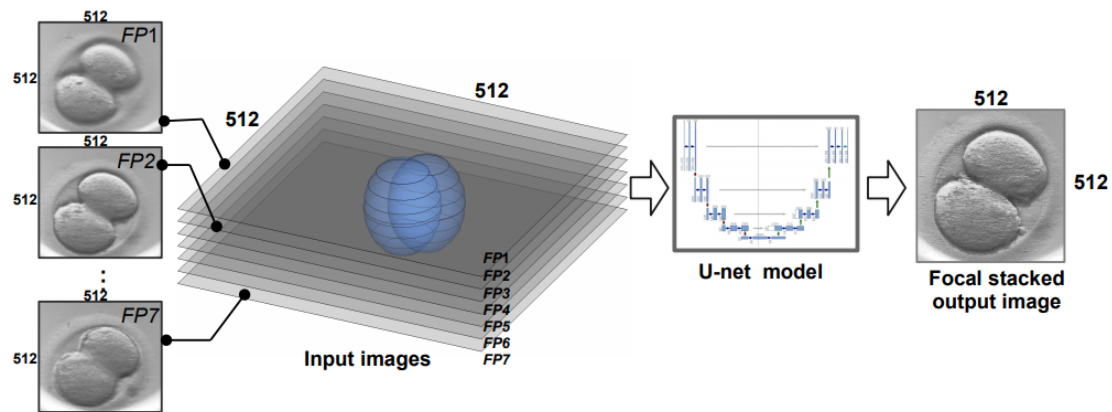 512
FP1
512
512
FP2
512
⋮
512
FP7
512
512
512
FP1
FP2
FP3
FP4
FP5
FP6
FP7
Input images
U-net model
512
512
Focal stacked
output image